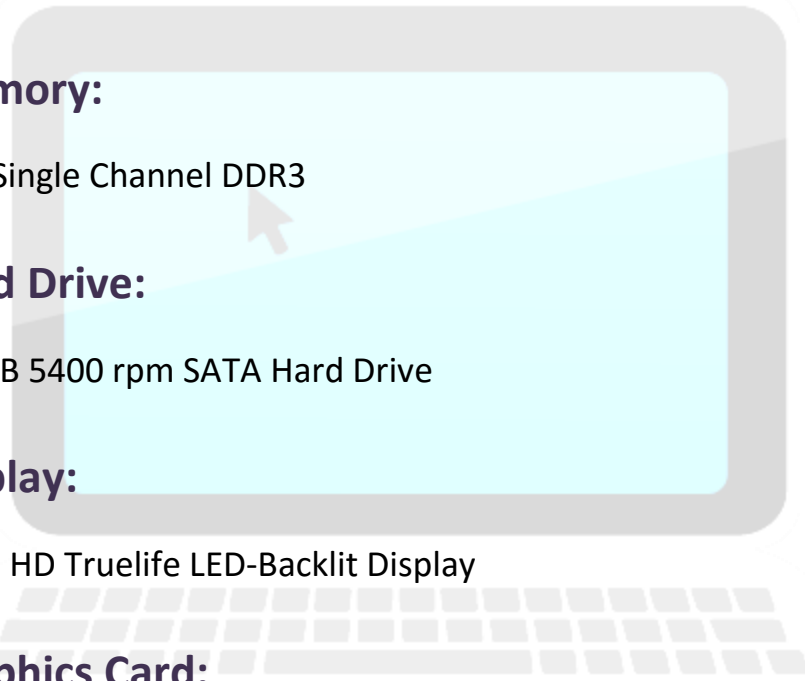 mory:
Single Channel DDR3
d Drive:
B 5400 rpm SATA Hard Drive
play:
HD Truelife LED-Backlit Display
phics Card: